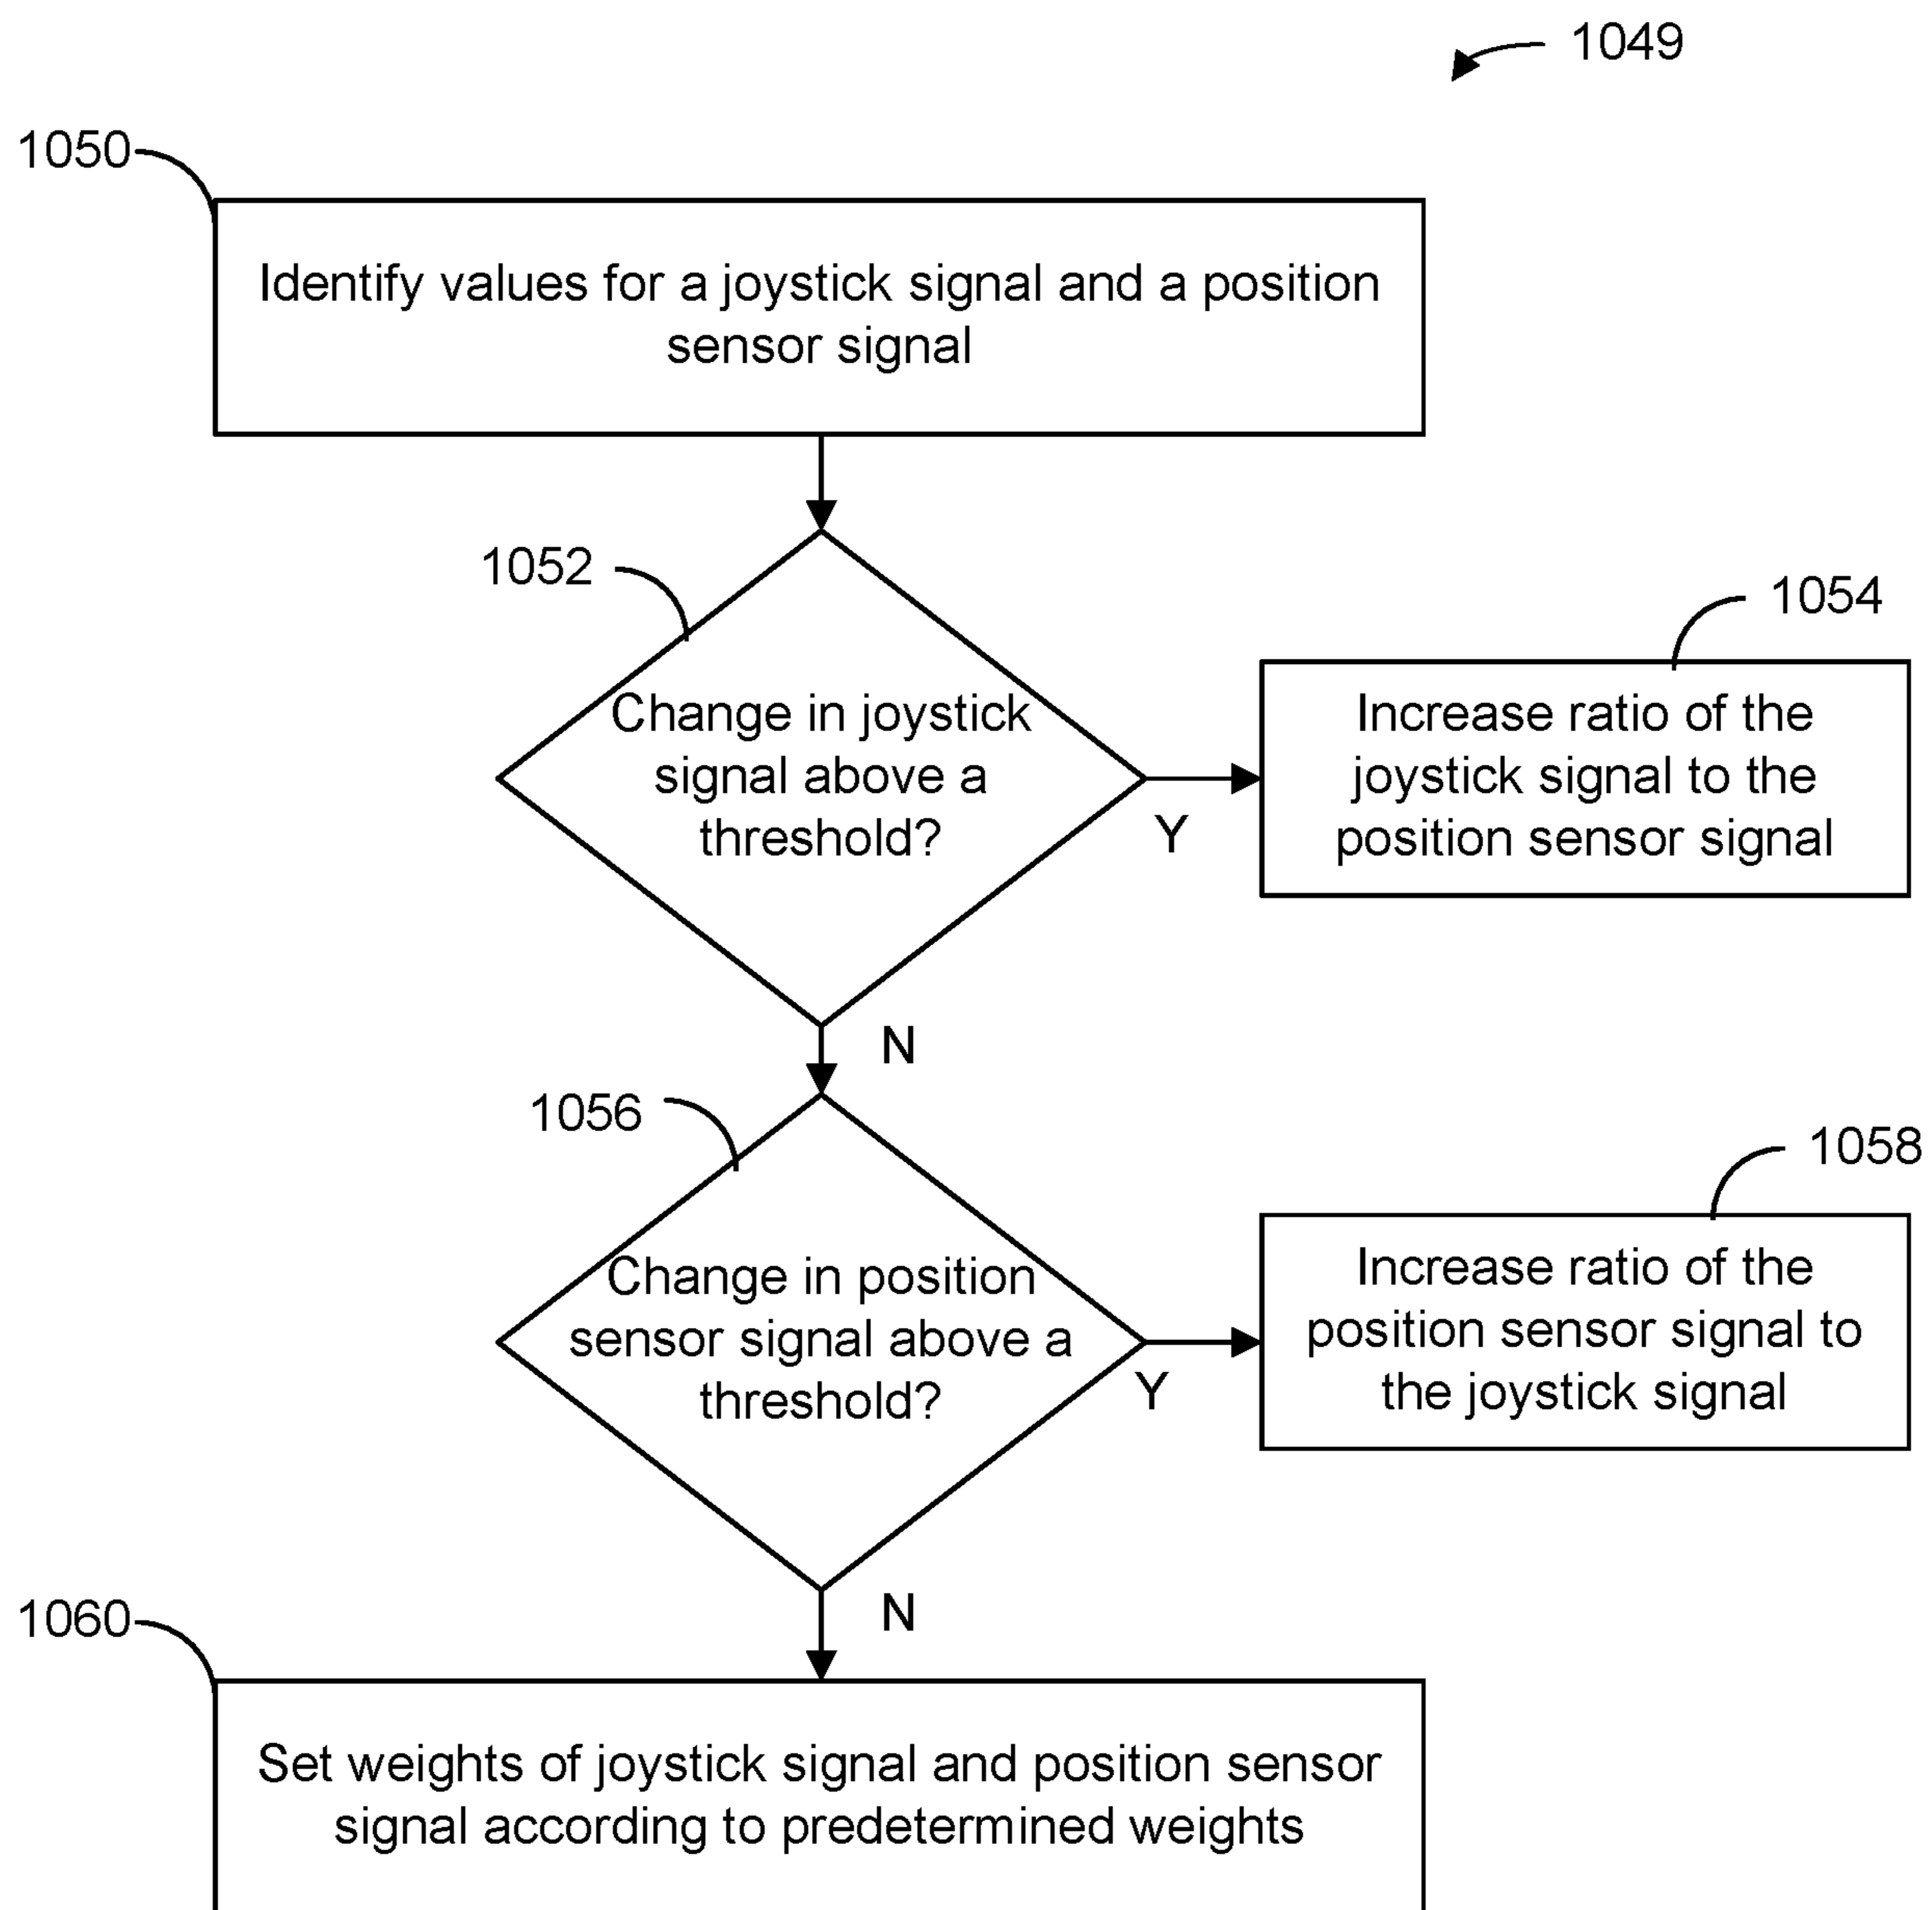 1049
1050
Identify values for a joystick signal and a position
sensor signal
1052
Change in joystick
signal above a
threshold?
Y
1054
Increase ratio of the
joystick signal to the
position sensor signal
N
1056
Change in position
sensor signal above a
threshold?
Y
1058
Increase ratio of the
position sensor signal to
the joystick signal
N
1060
Set weights of joystick signal and position sensor
signal according to predetermined weights